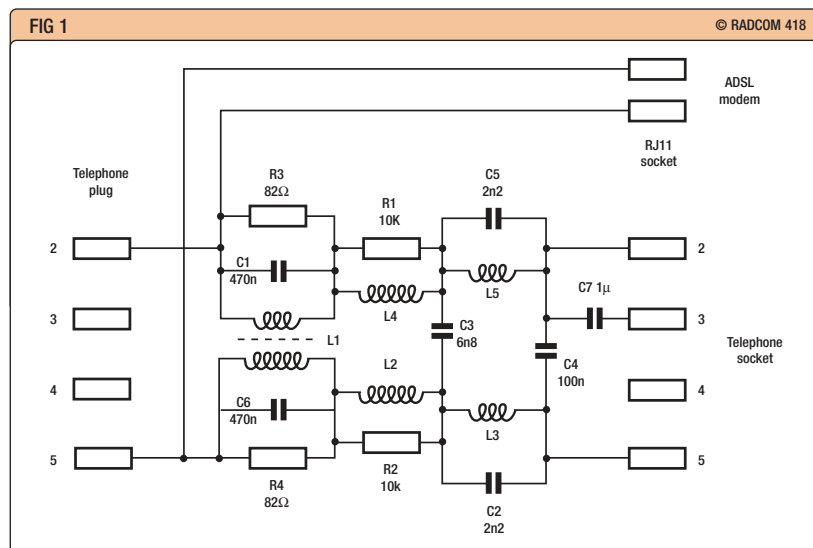 FIG 1
© RADCOM 418
ADSL
modem
RJ11
socket
Telephone
plug
R3
82Ω
C5
2n2
R1
10K
2
C1
470n
L5
2
C7 1μ
3
L1
L4
C3
6n8
3
L2
C4
100n
Telephone
socket
4
C6
470n
L3
4
5
R4
82Ω
R2
10k
5
C2
2n2